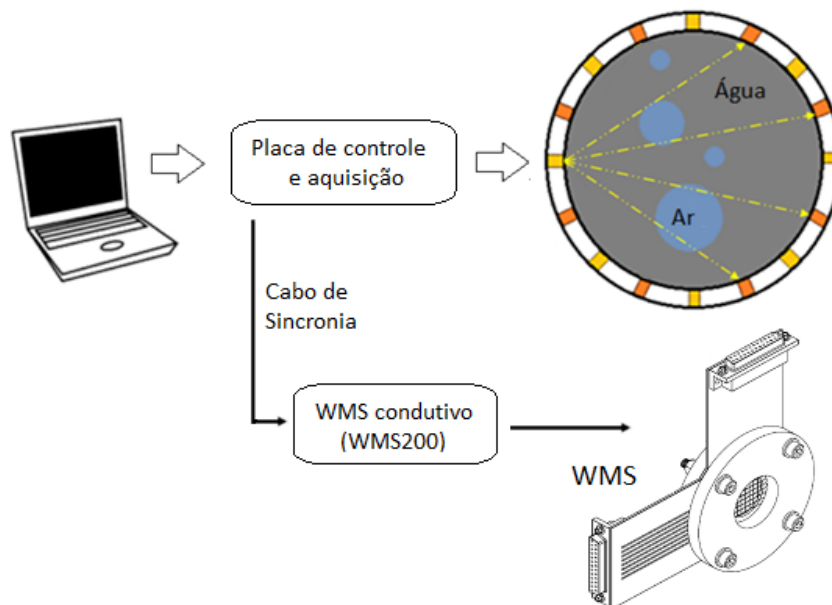 Placa de controle
e aquisição
Água
Ar
Cabo de
Sincronia
WMS condutivo
(WMS200)
WMS